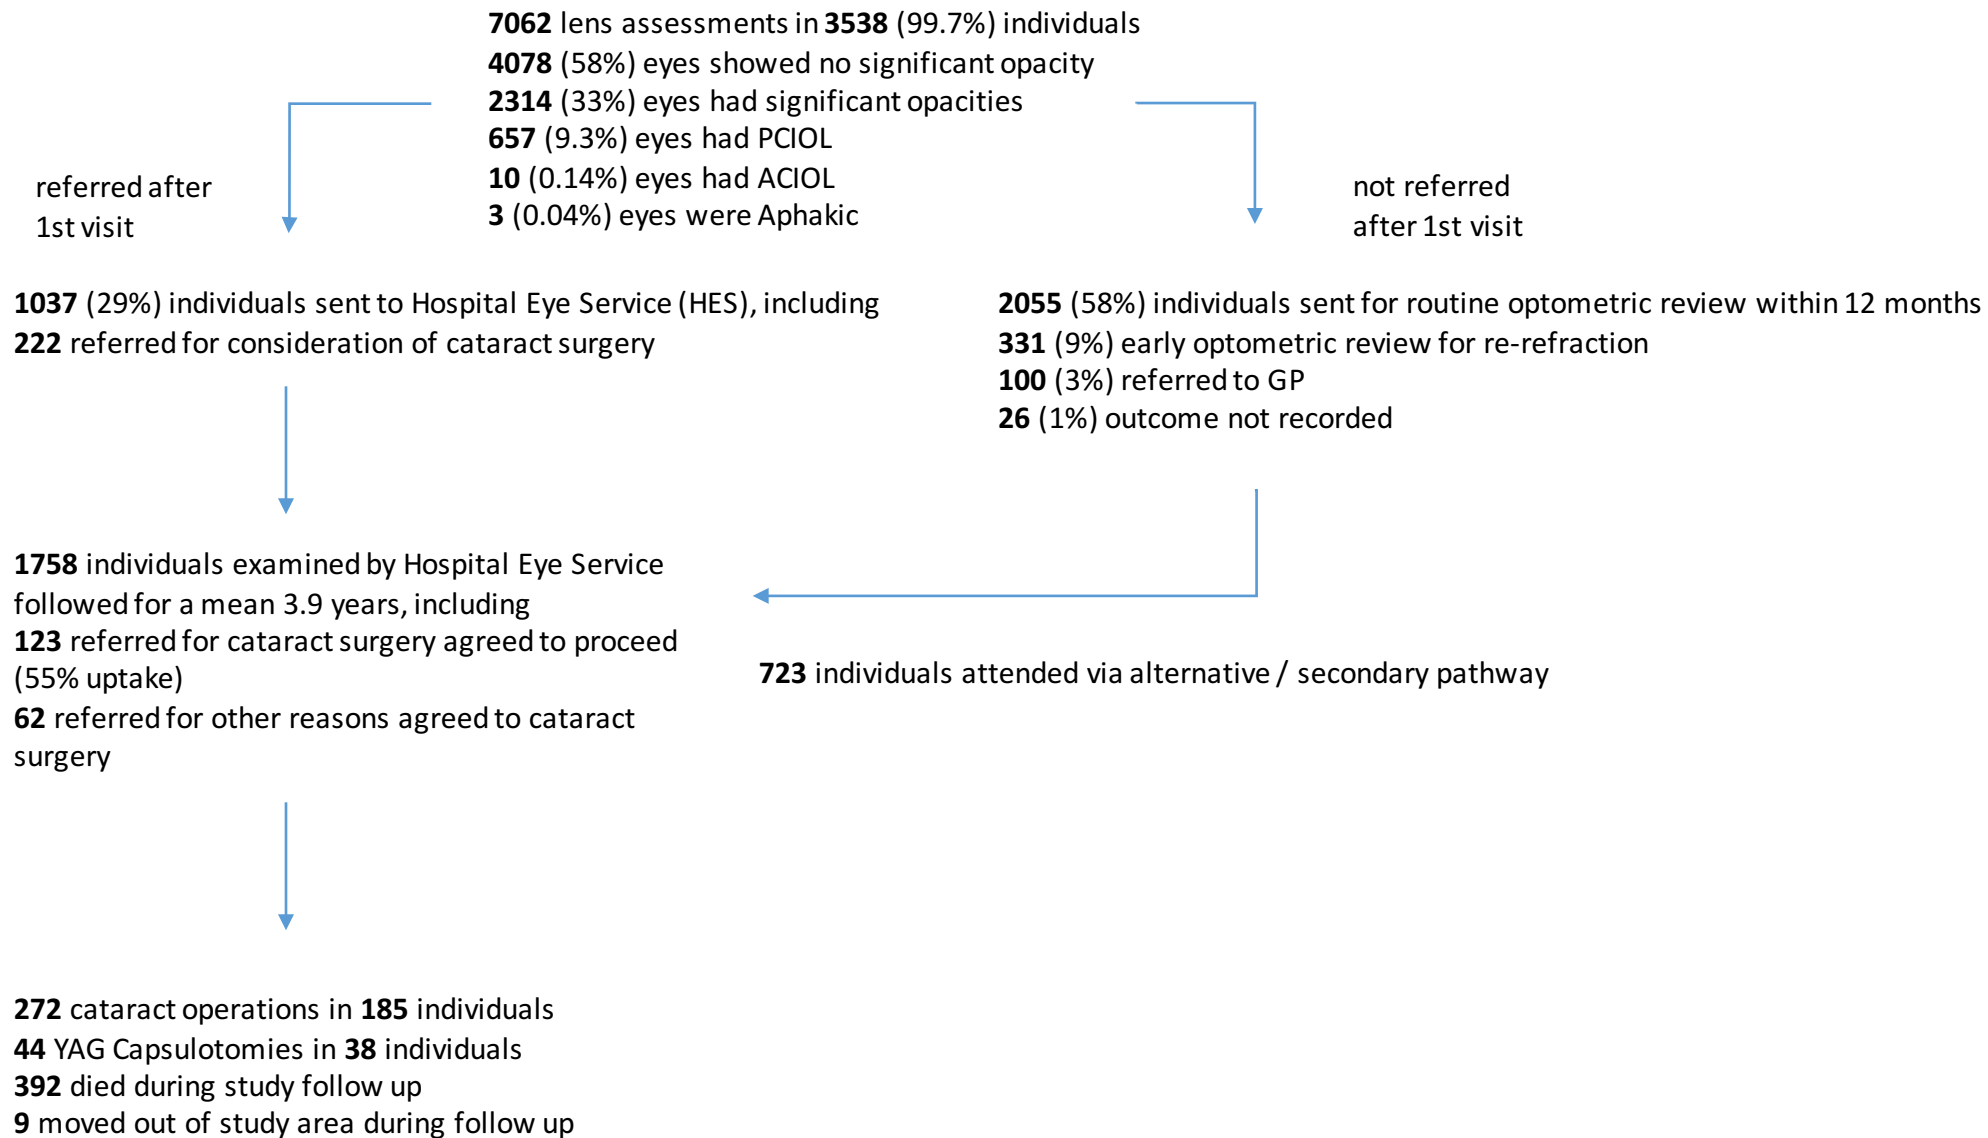 7062 lens assessments in 3538 (99.7%) individuals
4078 (58%) eyes showed no significant opacity
2314 (33%) eyes had significant opacities
657 (9.3%) eyes had PCIOL
10 (0.14%) eyes had ACIOL
3 (0.04%) eyes were Aphakic
referred after
1st visit
not referred
after 1st visit
1037 (29%) individuals sent to Hospital Eye Service (HES), including
222 referred for consideration of cataract surgery
2055 (58%) individuals sent for routine optometric review within 12 months
331 (9%) early optometric review for re-refraction
100 (3%) referred to GP
26 (1%) outcome not recorded
1758 individuals examined by Hospital Eye Service
followed for a mean 3.9 years, including
123 referred for cataract surgery agreed to proceed
(55% uptake)
62 referred for other reasons agreed to cataract
surgery
723 individuals attended via alternative / secondary pathway
272 cataract operations in 185 individuals
44 YAG Capsulotomies in 38 individuals
392 died during study follow up
9 moved out of study area during follow up